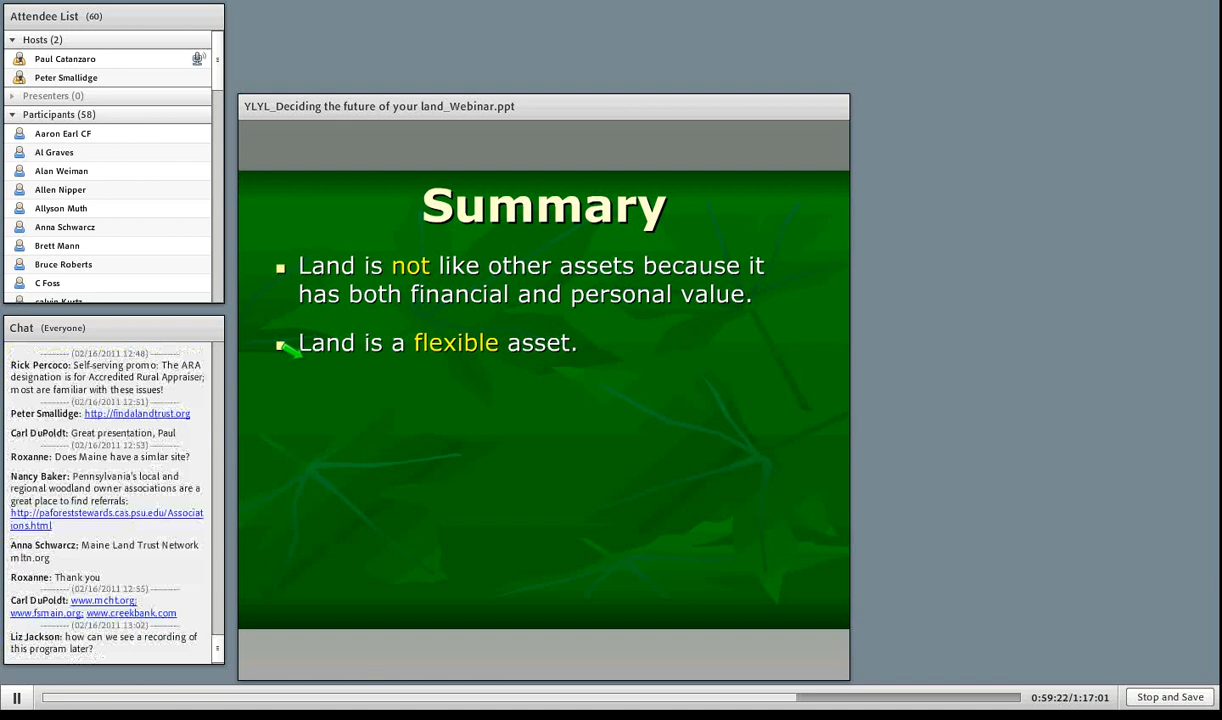 Attendee List (60)
Hosts (2)
Paul Catanzaro
Peter Smallidge
Presenters (0)
Participants (58)
Aaron Earl CF
Al Graves
Alan Weiman
Allen Nipper
Allyson Muth
Anna Schwarcz
Brett Mann
Bruce Roberts
C Foss
calvin Kurtz
Chat (Everyone)
--------- (02/16/2011 12:48) ---------
Rick Percoco: Self-serving promo: The ARA
designation is for Accredited Rural Appraiser;
most are familiar with these issues!
--------- (02/16/2011 12:51) ---------
Peter Smallidge: http://findalandtrust.org
Carl DuPoldt: Great presentation, Paul
--------- (02/16/2011 12:53) ---------
Roxanne: Does Maine have a simlar site?
Nancy Baker: Pennsylvania's local and
regional woodland owner associations are a
great place to find referrals:
http://paforeststewards.cas.psu.edu/Associat
ions.html
Anna Schwarcz: Maine Land Trust Network
mltn.org
Roxanne: Thank you
--------- (02/16/2011 12:55) ---------
Carl DuPoldt: www.mcht.org;
www.fsmain.org; www.creekbank.com
--------- (02/16/2011 13:02) ---------
Liz Jackson: how can we see a recording of
this program later?
YLYL_Deciding the future of your land_Webinar.ppt
Summary
Land is not like other assets because it
has both financial and personal value.
Land is a flexible asset.
0:59:22/1:17:01
Stop and Save